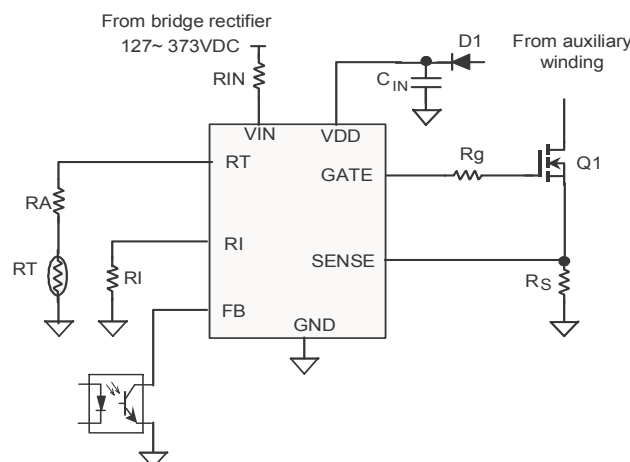 From bridge rectifier
127~ 373VDC
RIN
D1
From auxiliary
winding
CIN
VIN
VDD
RT
GATE
Rg
Q1
RA
RI
SENSE
RT
RI
RS
FB
GND